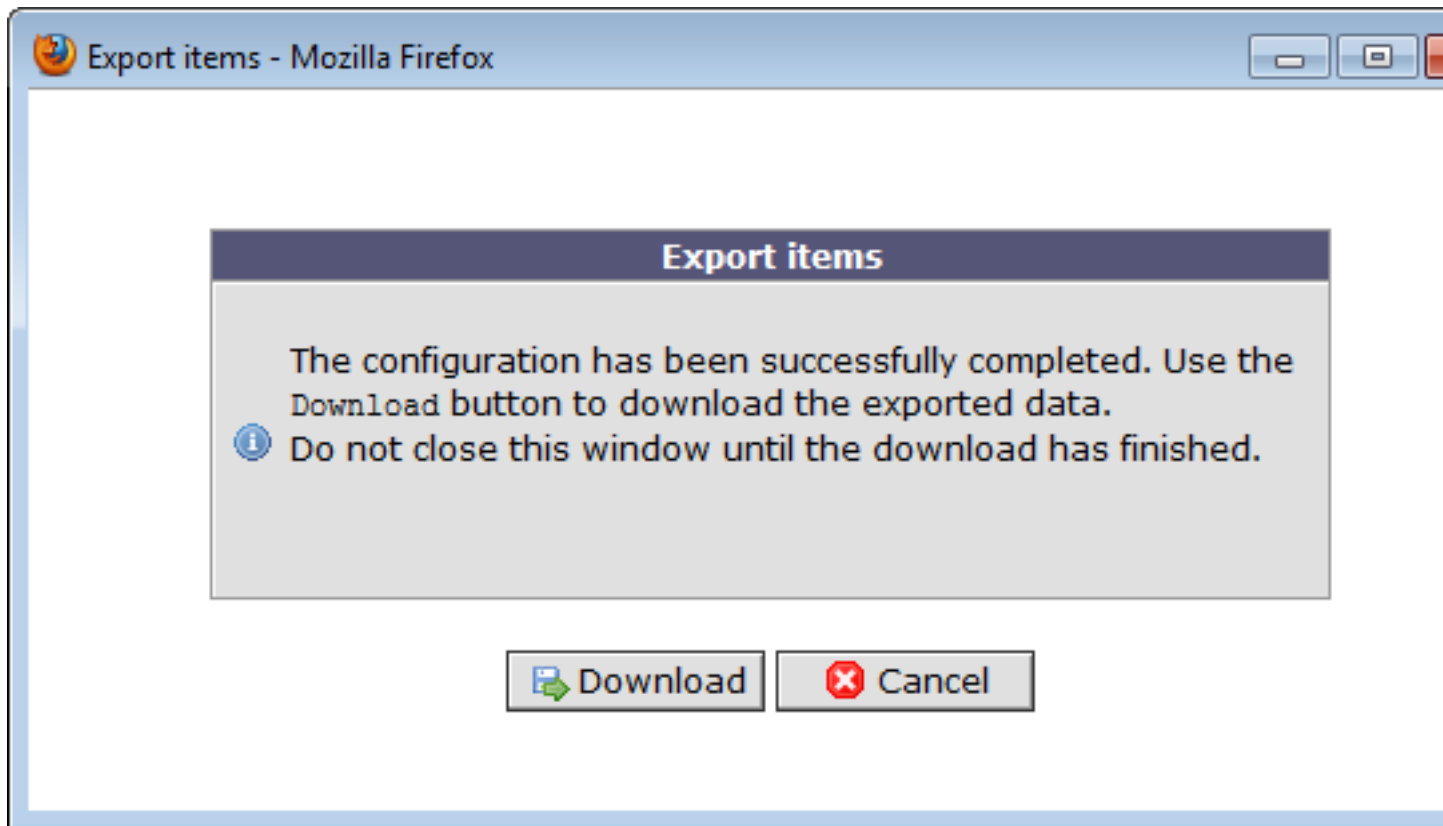 Export items - Mozilla Firefox
Export items
The configuration has been successfully completed. Use the
Download button to download the exported data.
Do not close this window until the download has finished.
Download
Cancel